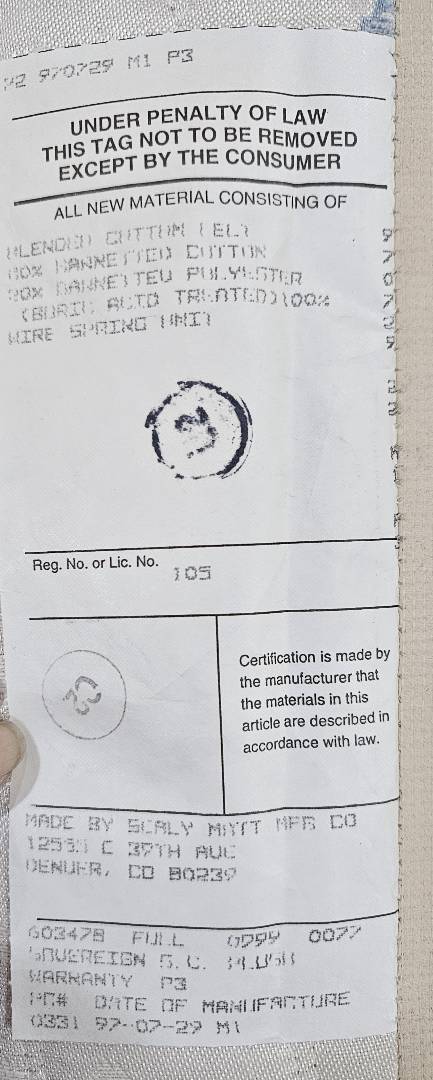 970729 M1 P3
UNDER PENALTY OF LAW
THIS TAG NOT TO BE REMOVED
EXCEPT BY THE CONSUMER
ALL NEW MATERIAL CONSISTING OF
BLENDED COTTON FELT
80% GARNETTED COTTON
20% GARNETTED POLYESTER
(BORIC ACID TREATED)100%
WIRE SPRING UNIT
Reg. No. or Lic. No.
105
Certification is made by
the manufacturer that
the materials in this
article are described in
accordance with law.
MADE BY SEALY MATT MFG CO
E 39TH AVE
DENVER, CO 80239
603478 FULL 0999 0077
SOVEREIGN S.C. PLUSH
WARRANTY P3
PC# DATE OF MANUFACTURE
0331 97-07-29 M1